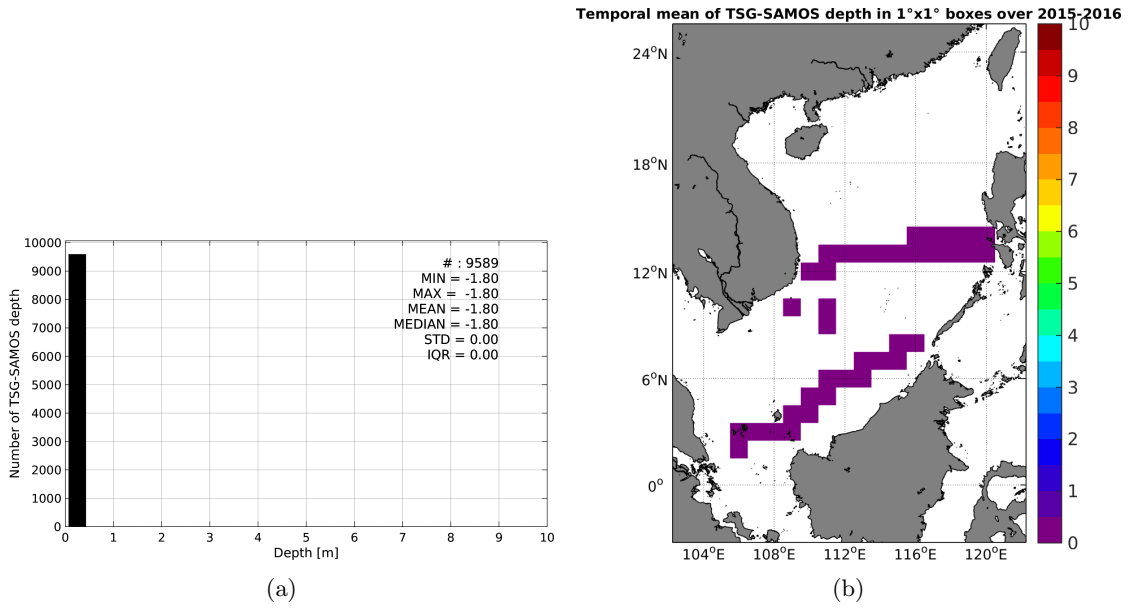 Temporal mean of TSG-SAMOS depth in 1°x1° boxes over 2015-2016
10000
9000
8000
7000
6000
5000
4000
3000
2000
1000
0
Number of TSG-SAMOS depth
# : 9589
MIN = -1.80
MAX = -1.80
MEAN = -1.80
MEDIAN = -1.80
STD = 0.00
IQR = 0.00
0 1 2 3 4 5 6 7 8 9 10
Depth [m]
(a)
24°N
18°N
12°N
6°N
0°
104°E 108°E 112°E 116°E 120°E
10
9
8
7
6
5
4
3
2
1
0
(b)